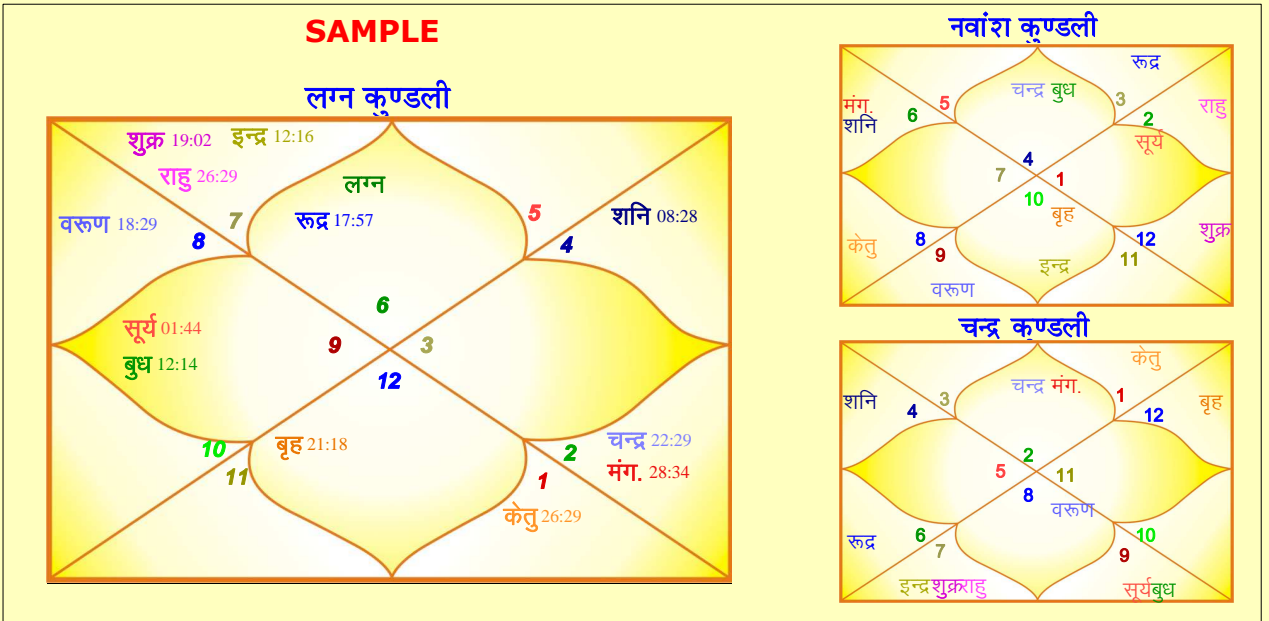 SAMPLE
लग्न कुण्डली
शुक्र 19:02 इन्द्र 12:16
राहु 26:29
लग्न
वरूण 18:29
7
रूद्र 17:57
5
शनि 08:28
8
4
6
सूर्य 01:44
9
3
बुध 12:14
12
10
बृह 21:18
2
चन्द्र 22:29
11
1
मंग. 28:34
केतु 26:29
नवांश कुण्डली
रूद्र
चन्द्र बुध
मंग.
5
3
राहु
शनि
6
2
सूर्य
4
7
1
10
बृह
केतु
8
12
शुक्र
9
11
इन्द्र
वरूण
चन्द्र कुण्डली
केतु
चन्द्र मंग.
शनि
3
1
बृह
4
12
2
5
11
8
वरूण
रूद्र
6
10
7
9
इन्द्र शुक्र राहु
सूर्य बुध